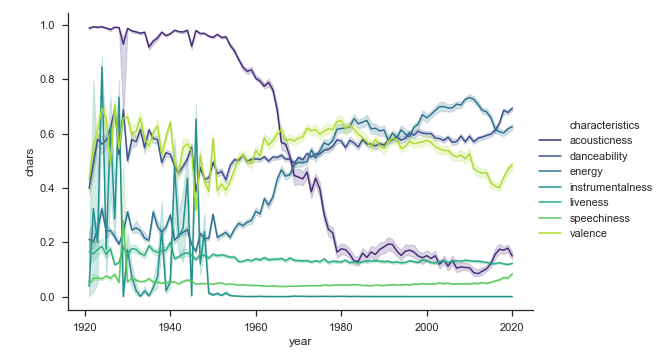 1.0
0.8
0.6
0.4
0.2
0.0
chars
1920 1940 1960 1980 2000 2020
year
characteristics
acousticness
danceability
energy
instrumentalness
liveness
speechiness
valence